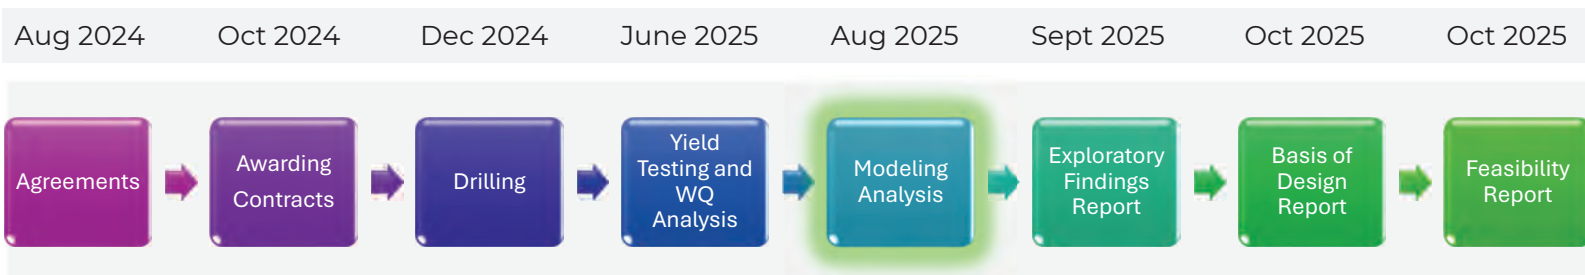 Aug 2024
Oct 2024
Dec 2024
June 2025
Aug 2025
Sept 2025
Oct 2025
Oct 2025
Agreements
Awarding
Contracts
Drilling
Yield
Testing and
WQ
Analysis
Modeling
Analysis
Exploratory
Findings
Report
Basis of
Design
Report
Feasibility
Report